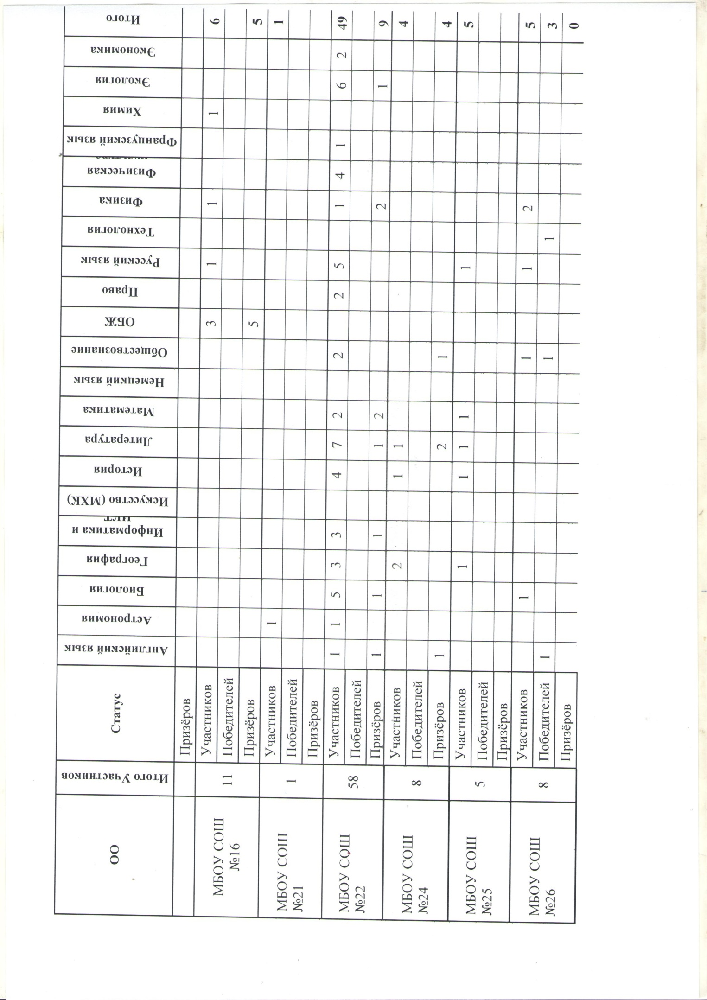 ОО Итого Участников Статус Английский язык Астрономия Биология География Информатика и ИКТ Искусство (МХК) История Литература Математика Немецкий язык Обществознание ОБЖ Право Русский язык Технология Физика Физическая Французский язык Химия Экология Экономика Итого
Призёров
МБОУ СОШ №16 11 Участников 3 1 1 1 6
Победителей
Призёров 5 5
МБОУ СОШ №21 1 Участников 1 1
Победителей
Призёров
МБОУ СОШ №22 58 Участников 1 1 5 3 3 4 7 2 2 2 5 1 4 1 6 2 49
Победителей
Призёров 1 1 1 1 2 2 1 9
МБОУ СОШ №24 8 Участников 2 1 1 4
Победителей
Призёров 1 2 1 4
МБОУ СОШ №25 5 Участников 1 1 1 1 1 5
Победителей
Призёров
МБОУ СОШ №26 8 Участников 1 1 1 2 5
Победителей 1 1 1 3
Призёров 0